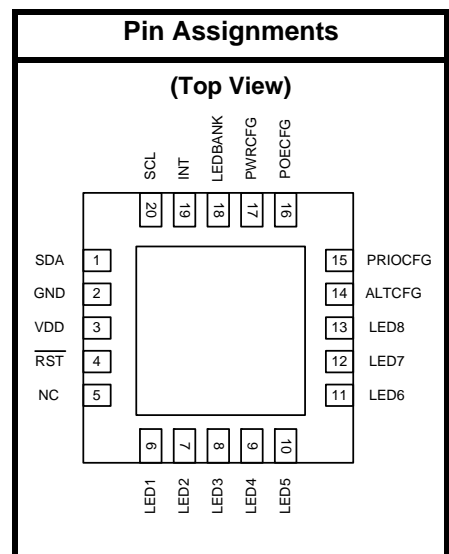 Pin Assignments
(Top View)
SCL
INT
LEDBANK
PWRCFG
POECFG
20
19
18
17
16
SDA 1
GND 2
VDD 3
R̅S̅T̅ 4
NC 5
15 PRIOCFG
14 ALTCFG
13 LED8
12 LED7
11 LED6
6
7
8
9
10
LED1
LED2
LED3
LED4
LED5